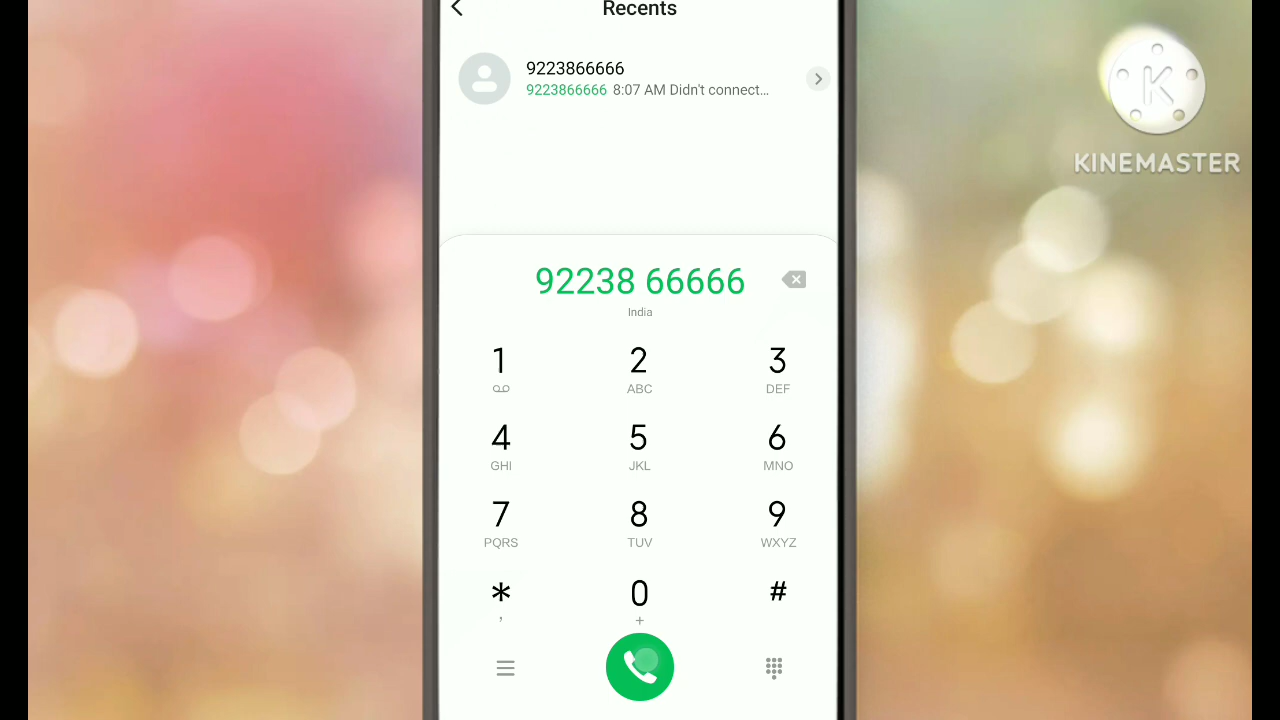 Recents
9223866666
9223866666 8:07 AM Didn't connect...
92238 66666
India
1
2
ABC
3
DEF
4
GHI
5
JKL
6
MNO
7
PQRS
8
TUV
9
WXYZ
*
,
0
+
#
K
KINEMASTER